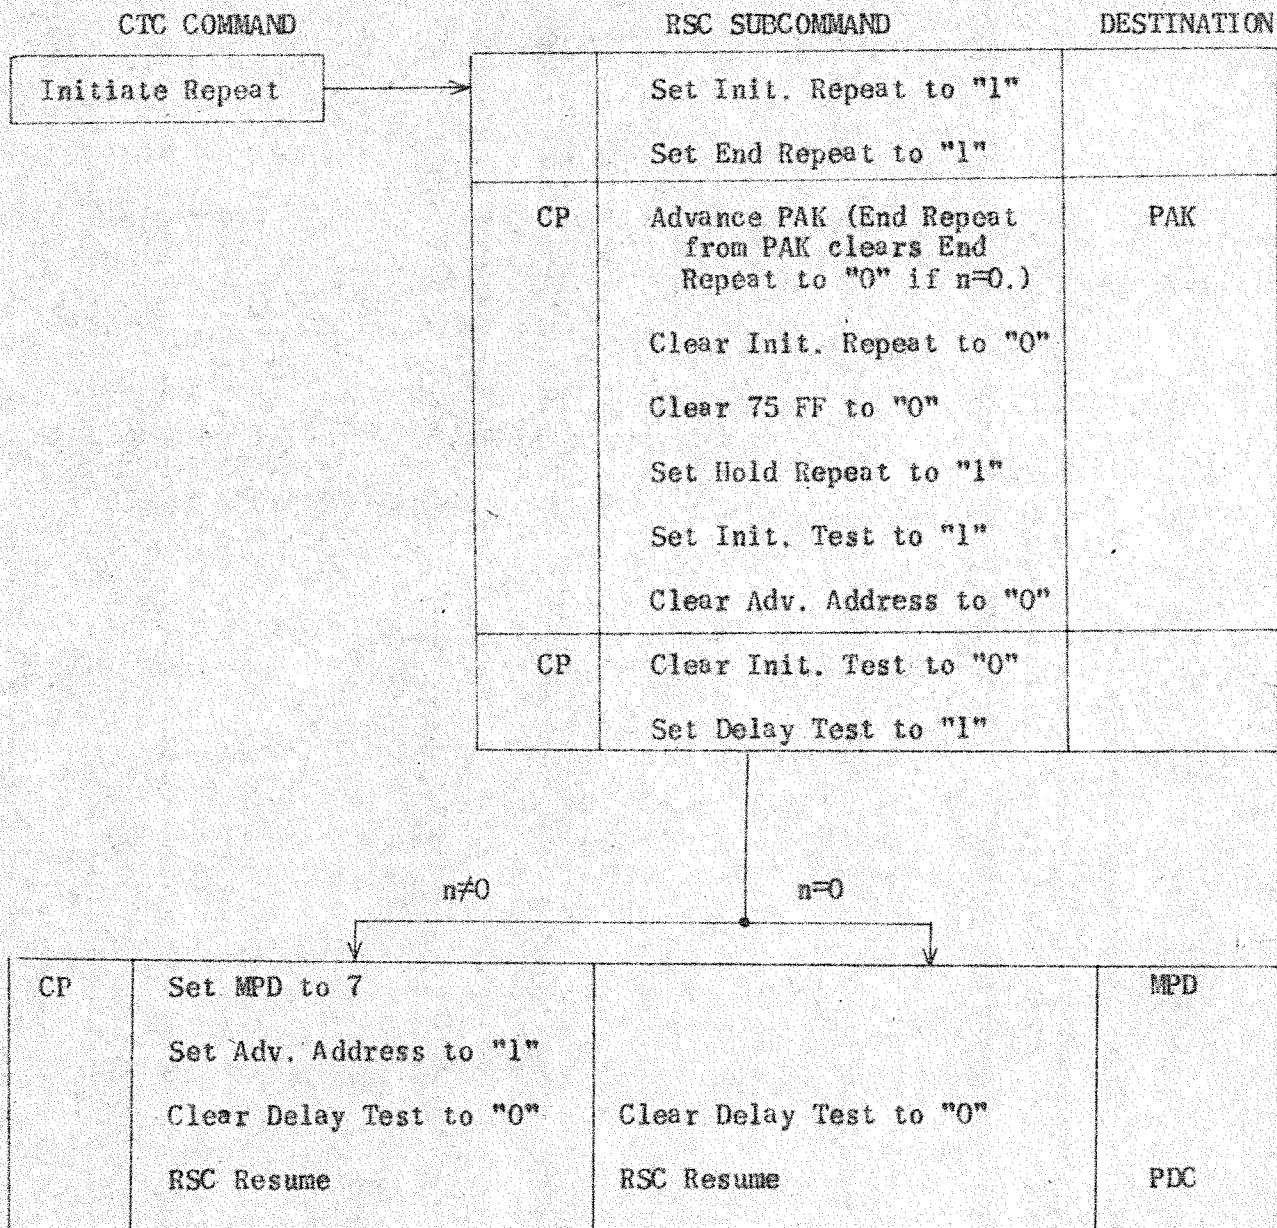 CTC COMMAND RSC SUBCOMMAND DESTINATION
Initiate Repeat
Set Init. Repeat to "1"
Set End Repeat to "1"
CP Advance PAK (End Repeat PAK
from PAK clears End
Repeat to "0" if n=0.)
Clear Init. Repeat to "0"
Clear 75 FF to "0"
Set Hold Repeat to "1"
Set Init. Test to "1"
Clear Adv. Address to "0"
CP Clear Init. Test to "0"
Set Delay Test to "1"
n≠0 n=0
CP Set MPD to 7 MPD
Set Adv. Address to "1"
Clear Delay Test to "0" Clear Delay Test to "0"
RSC Resume RSC Resume PDC